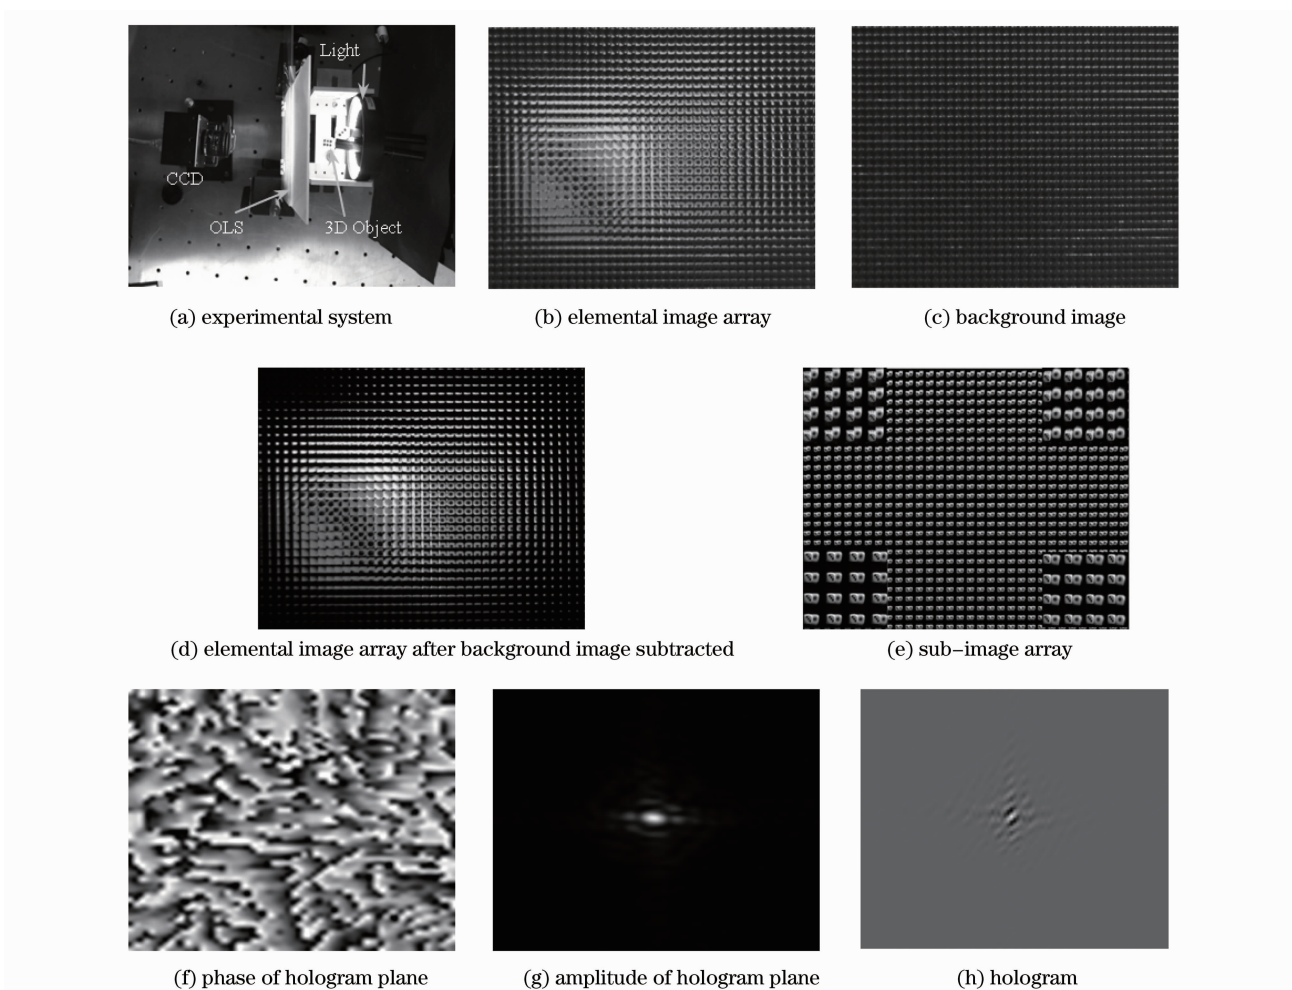 Light
CCD
OLS
3D Object
(a) experimental system
(b) elemental image array
(c) background image
(d) elemental image array after background image subtracted
(e) sub-image array
(f) phase of hologram plane
(g) amplitude of hologram plane
(h) hologram